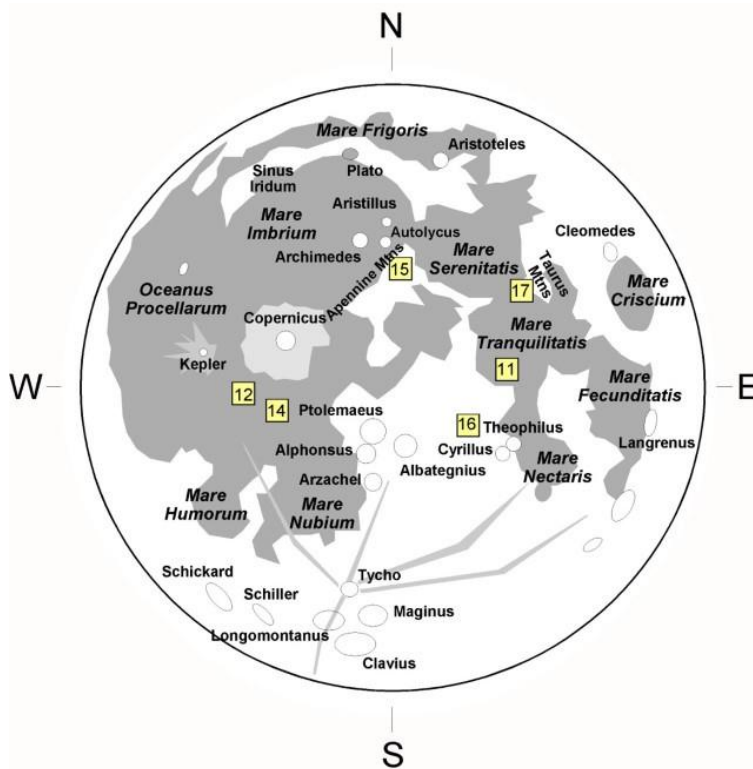 N
Mare Frigoris
Aristoteles
Sinus
Iridum
Plato
Mare
Imbrium
Aristillus
Autolycus
Archimedes
Apennine Mtns
15
Mare
Serenitatis
Cleomedes
Taurus
Mtns
17
Mare
Criscium
Oceanus
Procellarum
Copernicus
Mare
Tranquilitatis
Kepler
11
Mare
Fecunditatis
W
E
12
14
Ptolemaeus
16
Theophilus
Langrenus
Alphonsus
Cyrillus
Albategnius
Mare
Nectaris
Arzachel
Mare
Humorum
Mare
Nubium
Schickard
Tycho
Schiller
Maginus
Longomontanus
Clavius
S